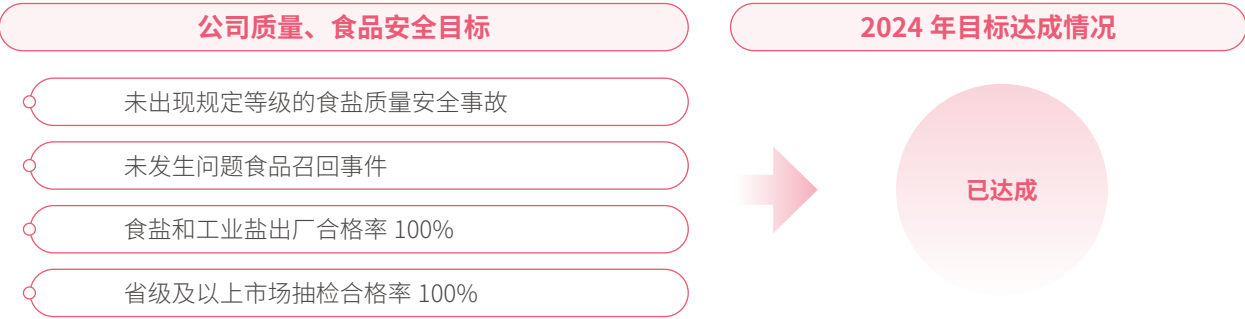 公司质量、食品安全目标
2024 年目标达成情况
未出现规定等级的食盐质量安全事故
未发生问题食品召回事件
食盐和工业盐出厂合格率 100%
省级及以上市场抽检合格率 100%
已达成